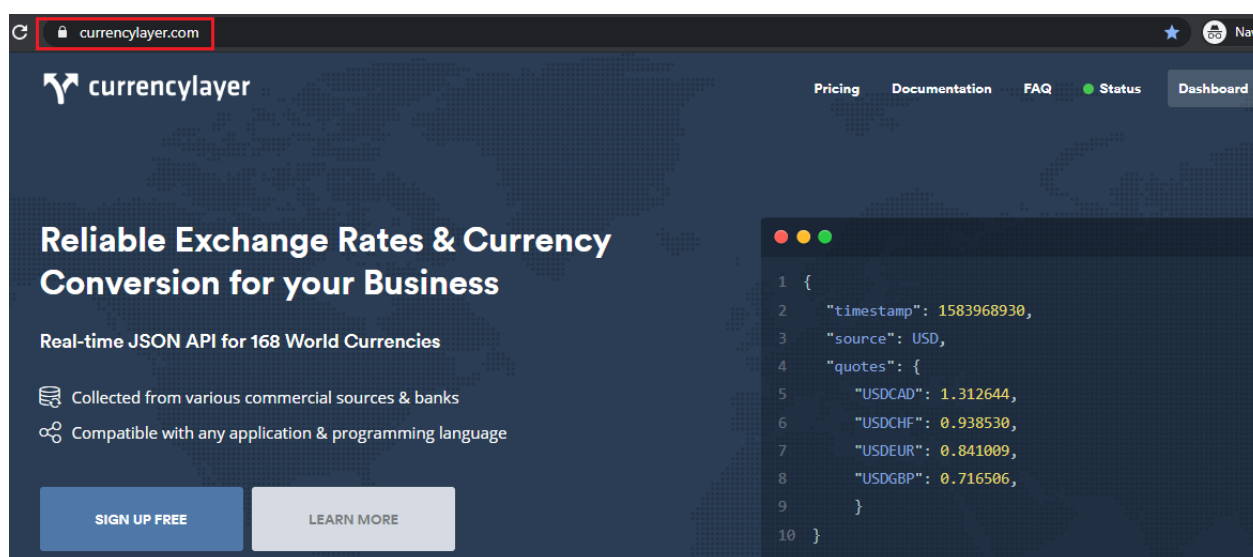 currencylayer.com
currencylayer
Pricing Documentation FAQ Status Dashboard
Reliable Exchange Rates & Currency
Conversion for your Business
Real-time JSON API for 168 World Currencies
Collected from various commercial sources & banks
Compatible with any application & programming language
SIGN UP FREE LEARN MORE
1 {
2 "timestamp": 1583968930,
3 "source": USD,
4 "quotes": {
5 "USDCAD": 1.312644,
6 "USDCHF": 0.938530,
7 "USDEUR": 0.841009,
8 "USDGBP": 0.716506,
9 }
10 }